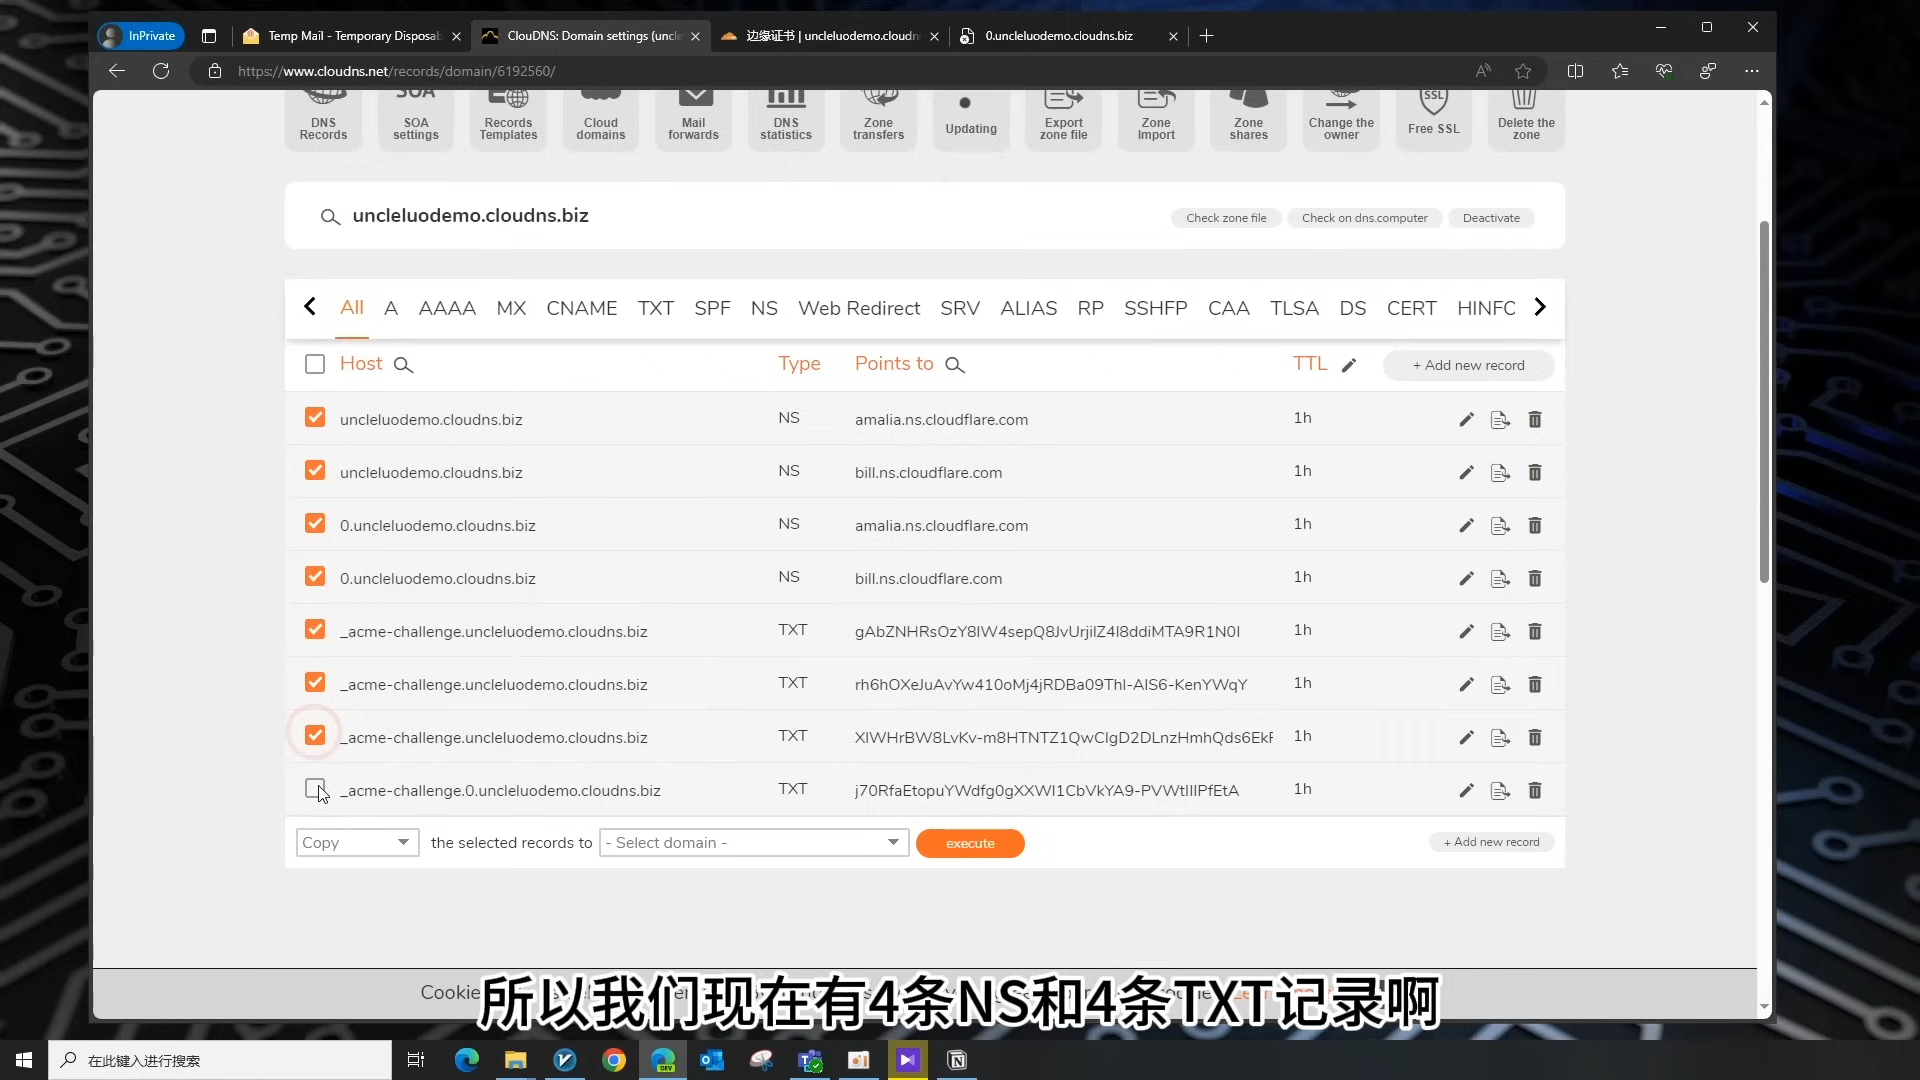 InPrivate
Temp Mail - Temporary Disposab
ClouDNS: Domain settings (uncle
边缘证书 | uncleluodemo.cloudn
0.uncleluodemo.cloudns.biz
https://www.cloudns.net/records/domain/6192560/
DNS Records
SOA settings
Records Templates
Cloud domains
Mail forwards
DNS statistics
Zone transfers
Updating
Export zone file
Zone Import
Zone shares
Change the owner
SSL
Free SSL
Delete the zone
uncleluodemo.cloudns.biz
Check zone file
Check on dns.computer
Deactivate
All A AAAA MX CNAME TXT SPF NS Web Redirect SRV ALIAS RP SSHFP CAA TLSA DS CERT HINFO
Host Type Points to TTL + Add new record
uncleluodemo.cloudns.biz NS amalia.ns.cloudflare.com 1h
uncleluodemo.cloudns.biz NS bill.ns.cloudflare.com 1h
0.uncleluodemo.cloudns.biz NS amalia.ns.cloudflare.com 1h
0.uncleluodemo.cloudns.biz NS bill.ns.cloudflare.com 1h
_acme-challenge.uncleluodemo.cloudns.biz TXT 1h
_acme-challenge.uncleluodemo.cloudns.biz TXT 1h
_acme-challenge.uncleluodemo.cloudns.biz TXT 1h
_acme-challenge.0.uncleluodemo.cloudns.biz TXT 1h
Copy the selected records to - Select domain - execute + Add new record
所以我们现在有4条NS和4条TXT记录啊
在此键入进行搜索
DEV